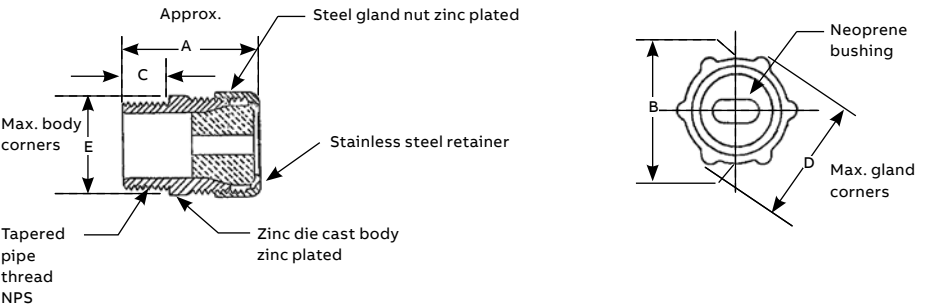 Approx.
A
C
Max. body
corners
E
Steel gland nut zinc plated
Stainless steel retainer
Tapered
pipe
thread
NPS
Zinc die cast body
zinc plated
Neoprene
bushing
B
D
Max. gland
corners